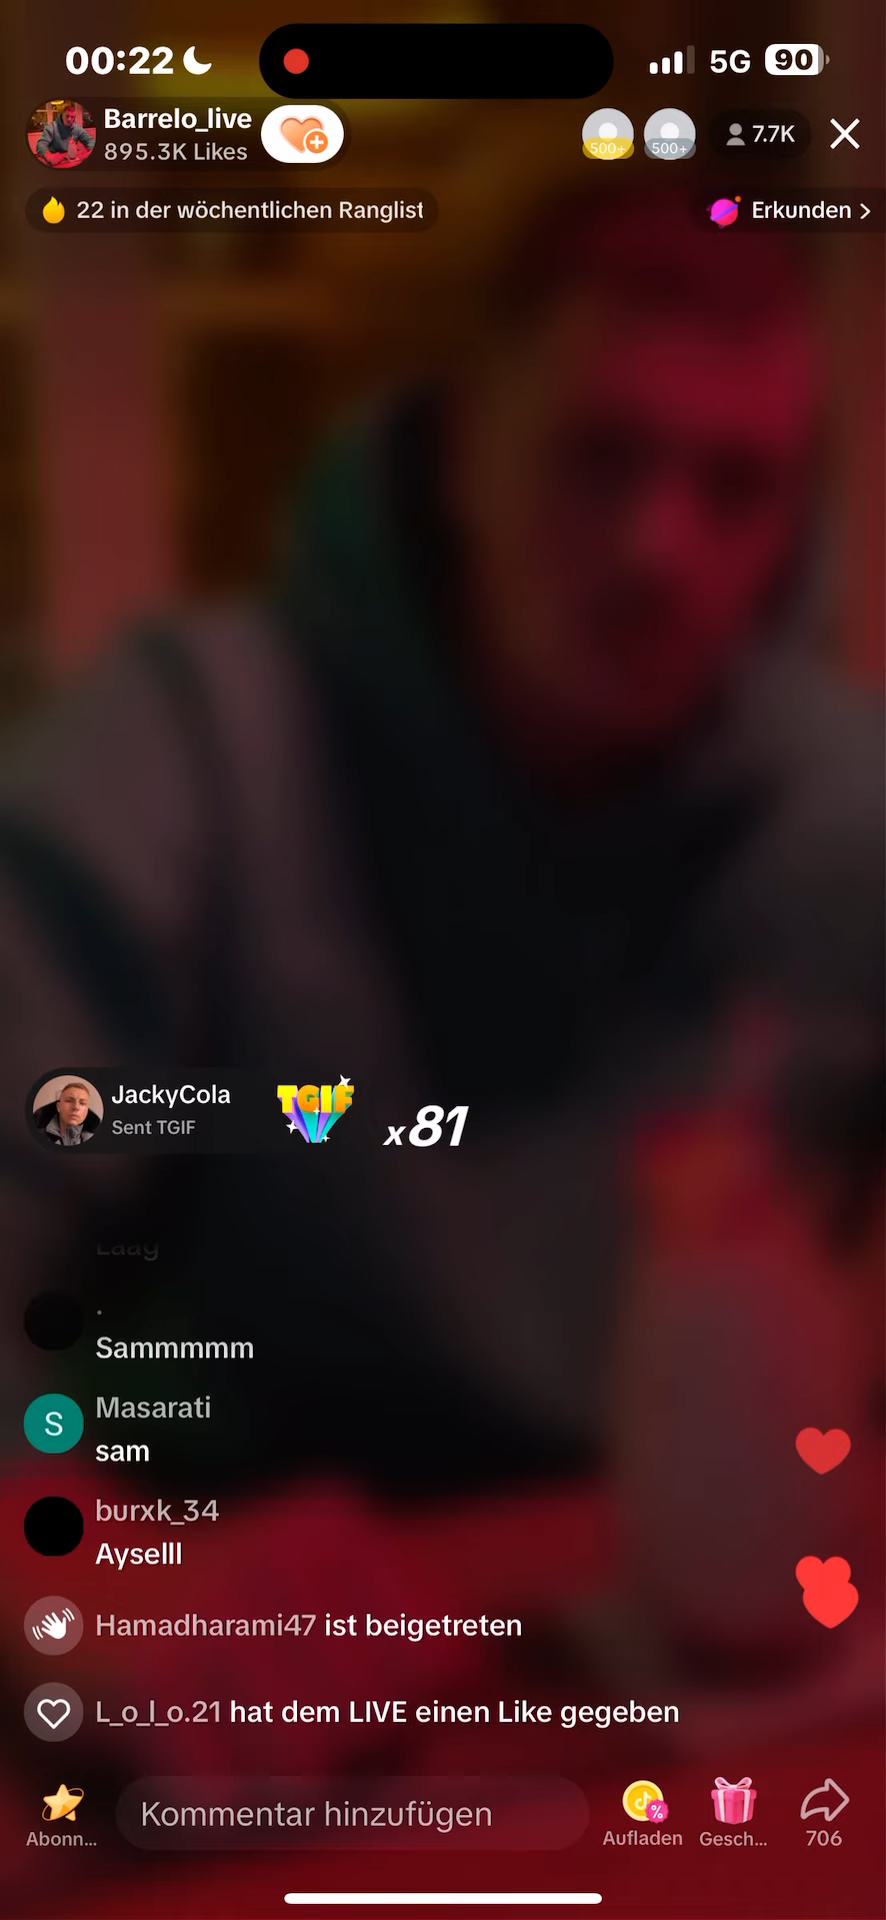 00:22
5G
90
Barrelo_live
895.3K Likes
500+
500+
7.7K
22 in der wöchentlichen Ranglist
Erkunden >
JackyCola
Sent TGIF
TGIF
x81
Laag
.
Sammmmm
S
Masarati
sam
burxk_34
Ayselll
Hamadharami47 ist beigetreten
L_o_l_o.21 hat dem LIVE einen Like gegeben
Abonn...
Kommentar hinzufügen
%
Aufladen
Gesch...
706